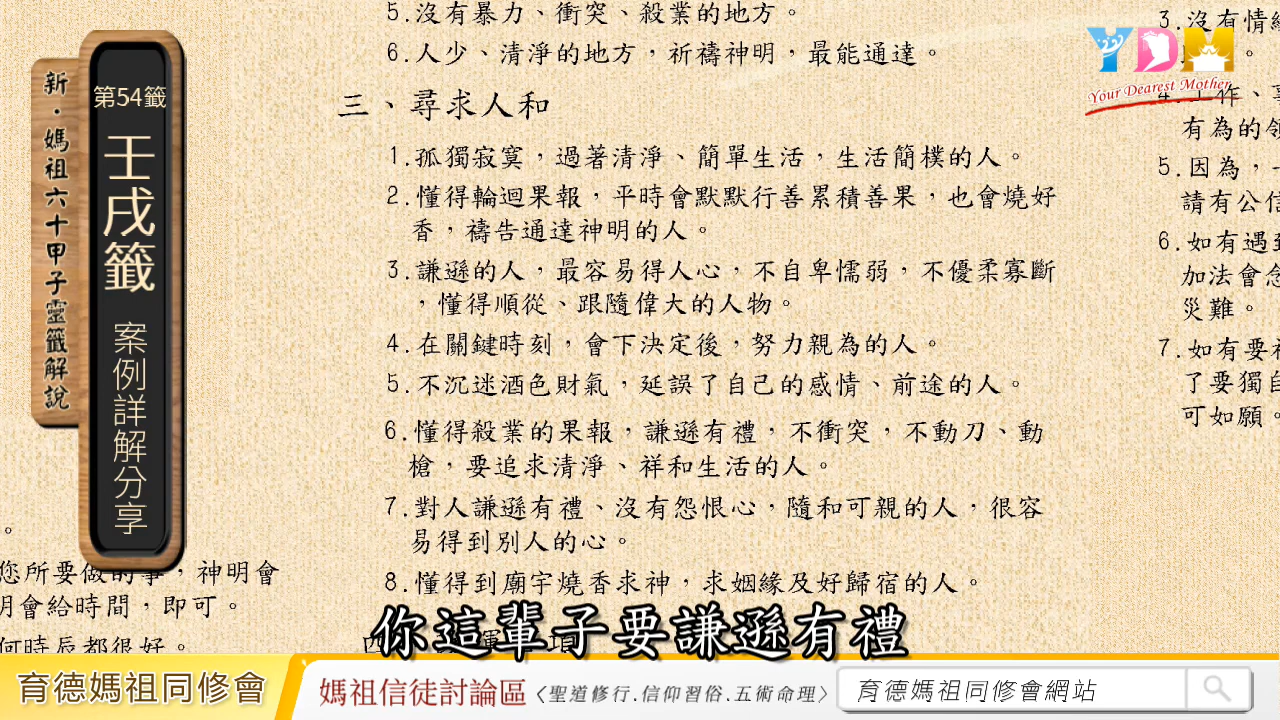 新．媽祖六十甲子靈籤解說
第54籤
壬戌籤
案例詳解分享
5.沒有暴力、衝突、殺業的地方。
6.人少、清淨的地方，祈禱神明，最能通達。
三、尋求人和
1.孤獨寂寞，過著清淨、簡單生活，生活簡樸的人。
2.懂得輪迴果報，平時會默默行善累積善果，也會燒好
香，禱告通達神明的人。
3.謙遜的人，最容易得人心，不自卑懦弱，不優柔寡斷
，懂得順從、跟隨偉大的人物。
4.在關鍵時刻，會下決定後，努力親為的人。
5.不沉迷酒色財氣，延誤了自己的感情、前途的人。
6.懂得殺業的果報，謙遜有禮，不衝突，不動刀、動
槍，要追求清淨、祥和生活的人。
7.對人謙遜有禮、沒有怨恨心，隨和可親的人，很容
易得到別人的心。
8.懂得到廟宇燒香求神，求姻緣及好歸宿的人。
。
您所要做的事，神明會
明會給時間，即可。
何時辰都很好。
YDM
Your Dearest Mother
3.沒有情
。
4.工作、
有為的
5.因為，
請有公信
6.如有遇到
加法會念
災難。
7.如有要
了要獨自
可如願。
你這輩子要謙遜有禮
育德媽祖同修會
媽祖信徒討論區
〈聖道修行.信仰習俗.五術命理〉
育德媽祖同修會網站